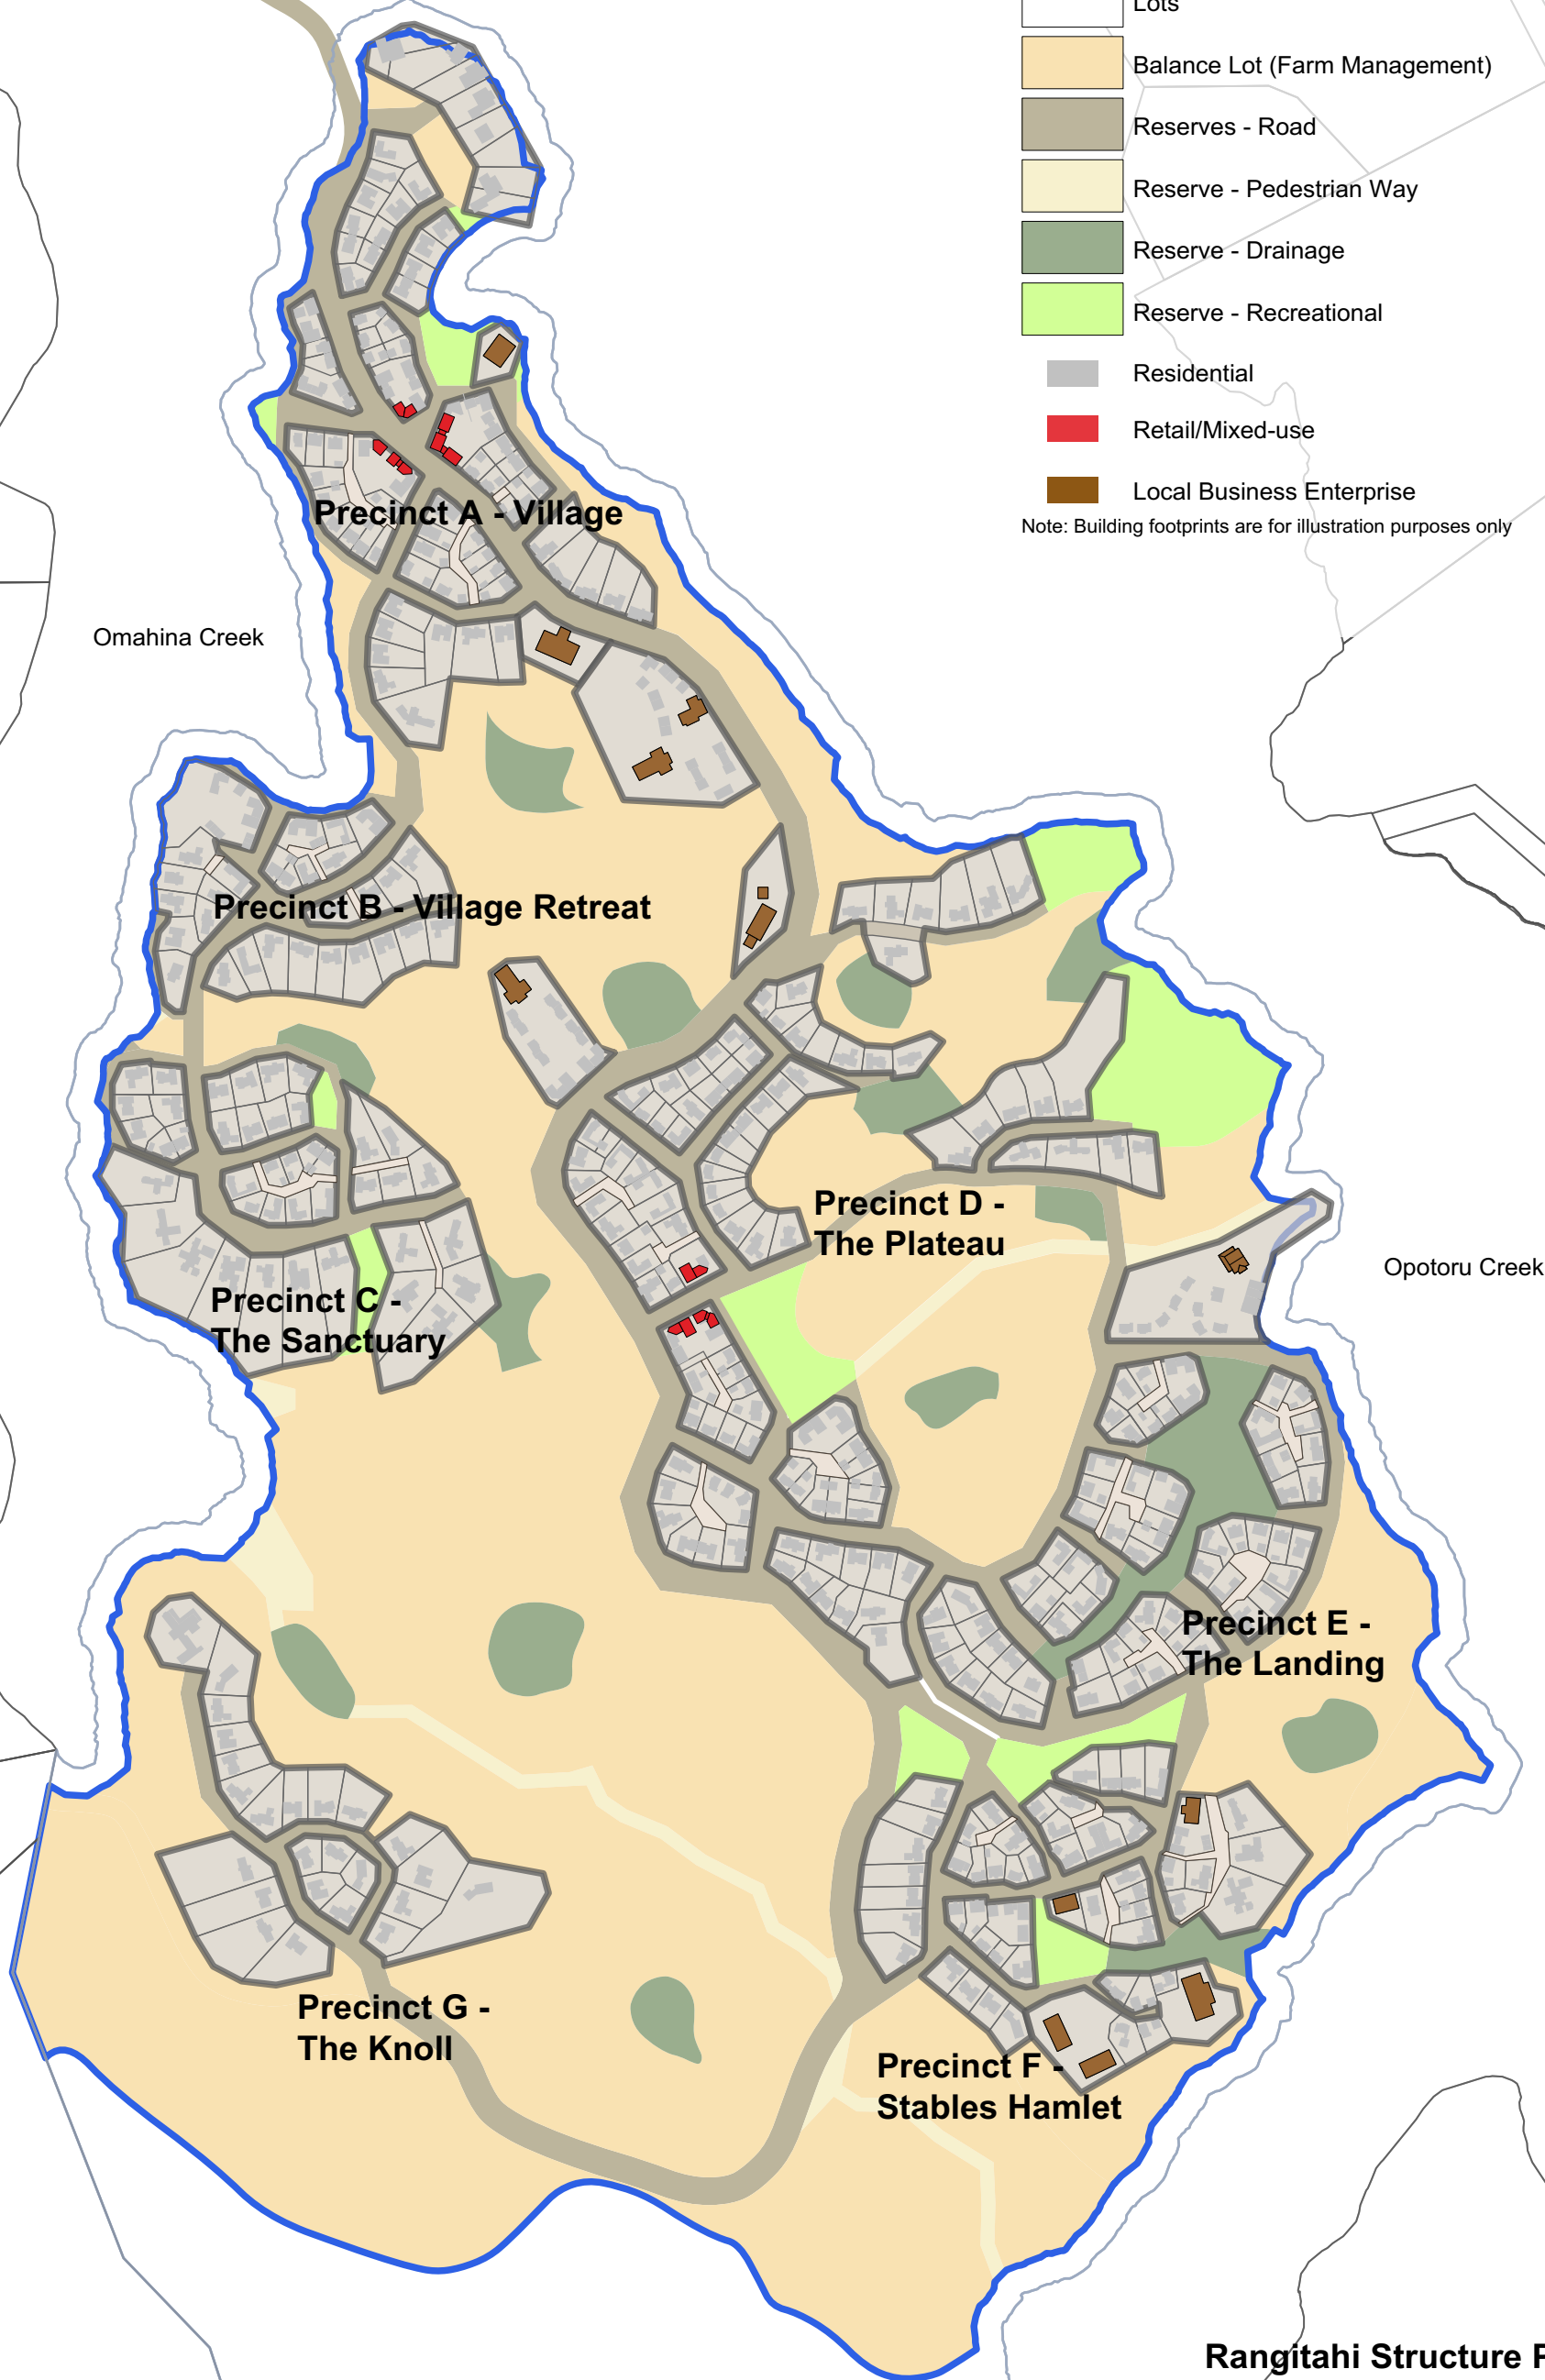 Lots
Balance Lot (Farm Management)
Reserves - Road
Reserve - Pedestrian Way
Reserve - Drainage
Reserve - Recreational
Residential
Retail/Mixed-use
Local Business Enterprise
Note: Building footprints are for illustration purposes only
Precinct A - Village
Omahina Creek
Precinct B - Village Retreat
Precinct D -
The Plateau
Opotoru Creek
Precinct C -
The Sanctuary
Precinct E -
The Landing
Precinct G -
The Knoll
Precinct F -
Stables Hamlet
Rangitahi Structure